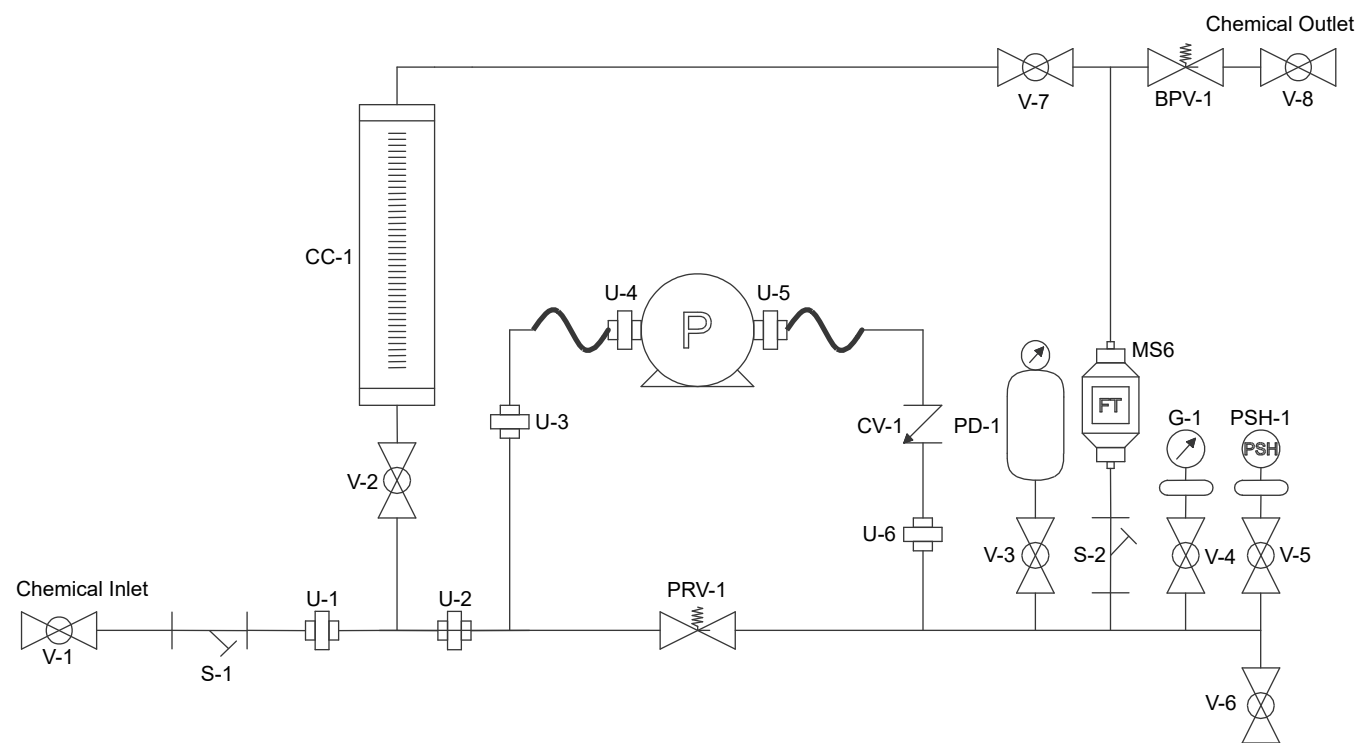 Chemical Outlet
V-7
BPV-1
V-8
CC-1
U-4
U-5
P
MS6
FT
U-3
CV-1
PD-1
G-1
PSH-1
PSH
V-2
U-6
V-3
S-2
V-4
V-5
Chemical Inlet
U-1
U-2
PRV-1
V-1
S-1
V-6